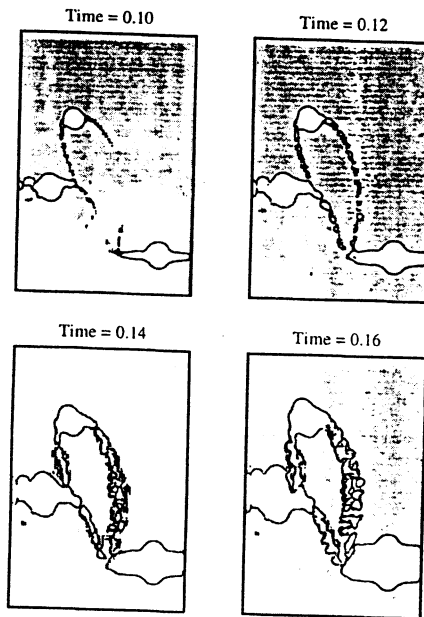 Time = 0.10
Time = 0.12
Time = 0.14
Time = 0.16